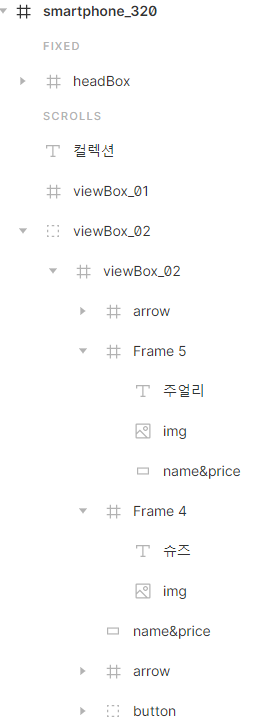 smartphone_320
FIXED
headBox
SCROLLS
컬렉션
viewBox_01
viewBox_02
viewBox_02
arrow
Frame 5
주얼리
img
name&price
Frame 4
슈즈
img
name&price
arrow
button